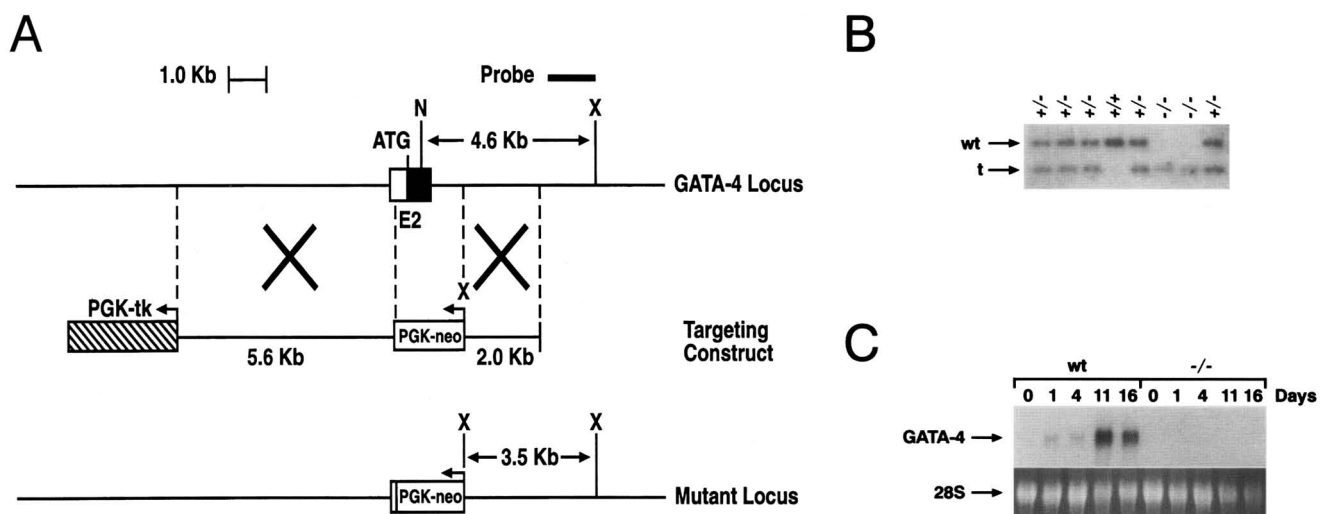 A
1.0 Kb
Probe
N
X
ATG
4.6 Kb
GATA-4 Locus
E2
X
PGK-tk
PGK-neo
5.6 Kb
2.0 Kb
Targeting
Construct
X
X
3.5 Kb
PGK-neo
Mutant Locus
B
+/- +/- +/- +/+ +/- -/- -/- +/-
wt
t
C
wt -/-
0 1 4 11 16 0 1 4 11 16 Days
GATA-4
28S